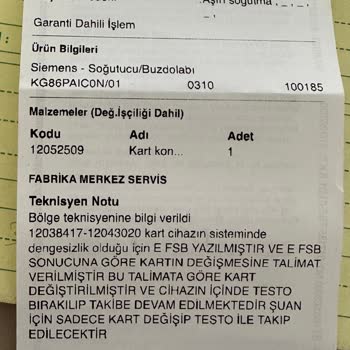 Aşırı soğutma
Garanti Dahili İşlem
Ürün Bilgileri
Siemens - Soğutucu/Buzdolabı
KG86PAIC0N/01 0310 100185
Malzemeler (Değ.İşçiliği Dahil)
Kodu Adı Adet
12052509 Kart kon... 1
FABRİKA MERKEZ SERVİS
Teknisyen Notu
Bölge teknisyenine bilgi verildi
12038417-12043020 kart cihazın sisteminde
dengesizlik olduğu için E FSB YAZILMIŞTIR VE E FSB
SONUCUNA GÖRE KARTIN DEĞİŞMESİNE TALİMAT
VERİLMİŞTİR BU TALİMATA GÖRE KART
DEĞİŞTİRİLMİŞTİR VE CİHAZIN İÇİNDE TESTO
BIRAKILIP TAKİBE DEVAM EDİLMEKTEDİR ŞUAN
İÇİN SADECE KART DEĞİŞİP TESTO İLE TAKİP
EDİLECEKTİR